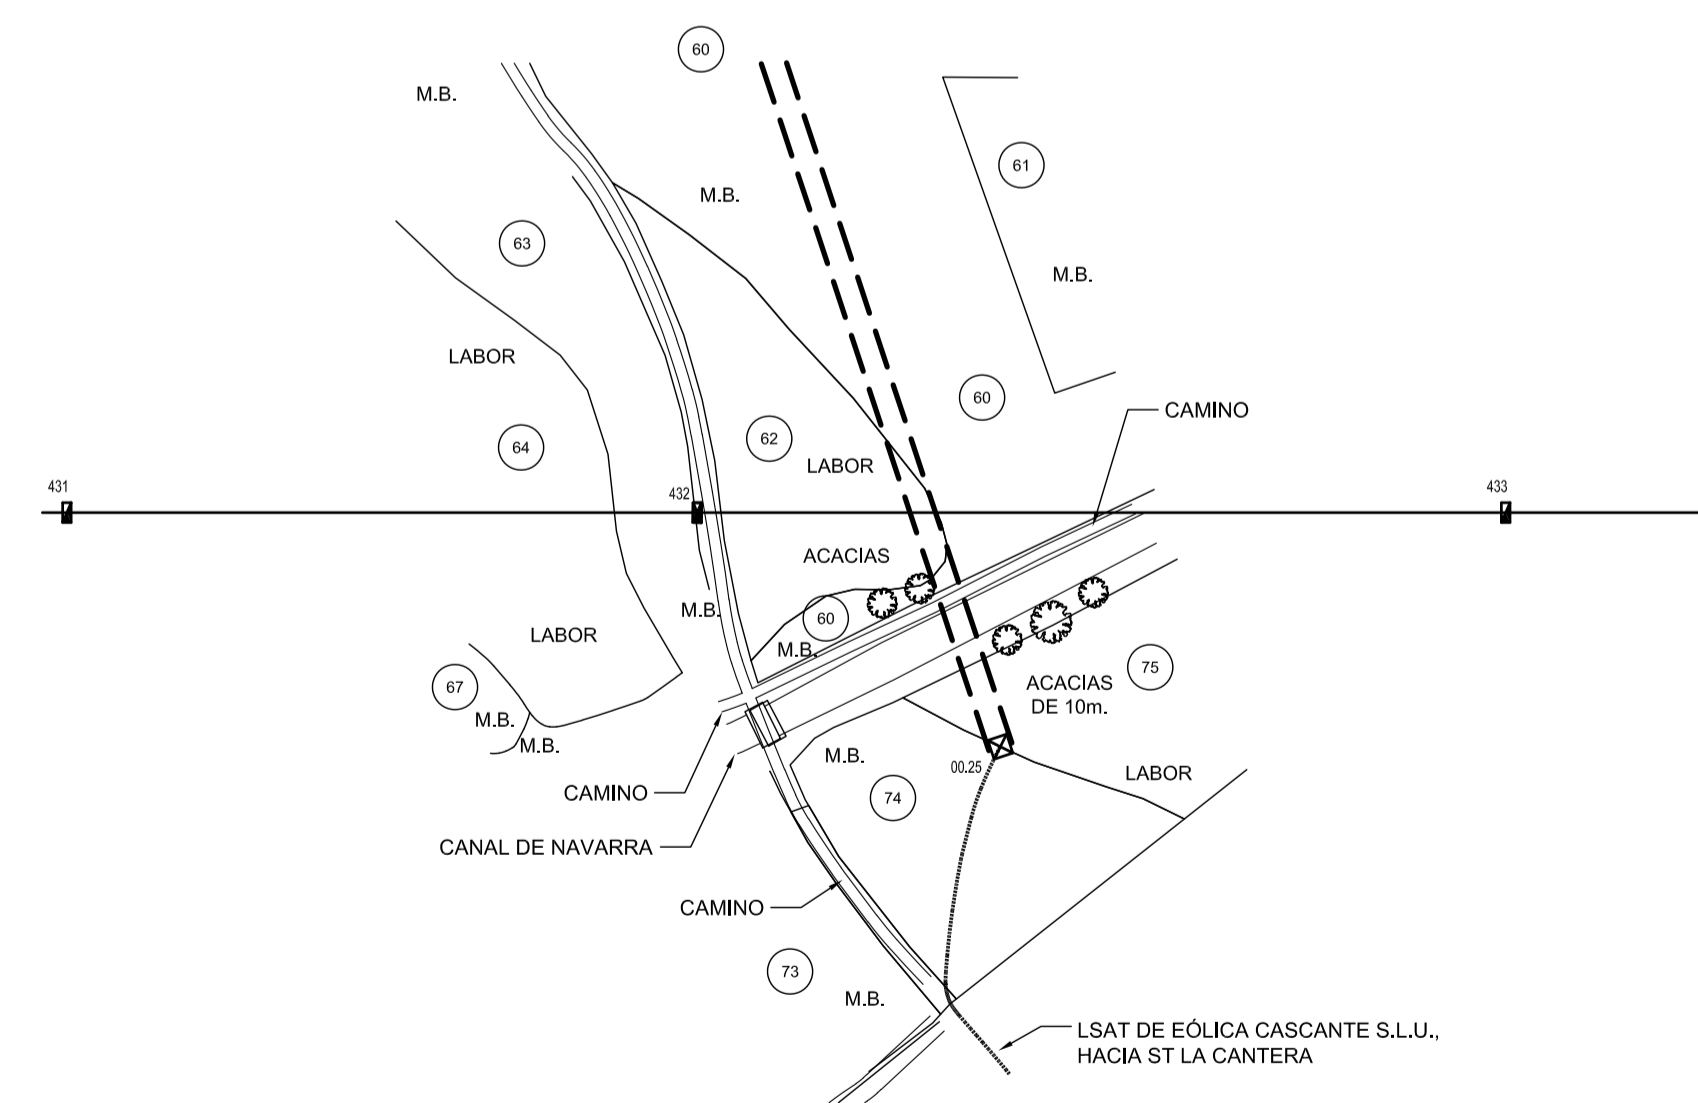 60
M.B.
61
M.B.
63
M.B.
LABOR
60
CAMINO
62
64
LABOR
431
432
433
ACACIAS
M.B.
60
LABOR
M.B.
75
67
ACACIAS
DE 10m.
M.B.
M.B.
M.B.
00.25
LABOR
CAMINO
74
CANAL DE NAVARRA
CAMINO
73
M.B.
LSAT DE EÓLICA CASCANTE S.L.U.,
HACIA ST LA CANTERA